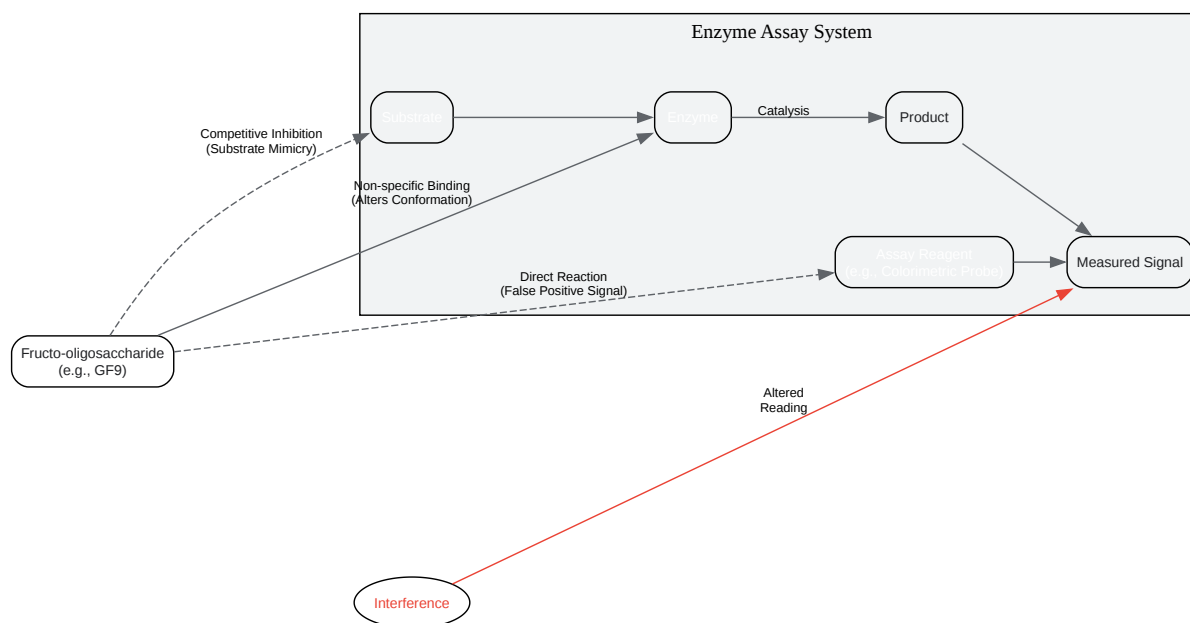 Enzyme Assay System
Substrate
Enzyme
Catalysis
Product
Competitive Inhibition
(Substrate Mimicry)
Non-specific Binding
(Alters Conformation)
Assay Reagent
(e.g., Colorimetric Probe)
Measured Signal
Direct Reaction
(False Positive Signal)
Fructo-oligosaccharide
(e.g., GF9)
Altered
Reading
Interference